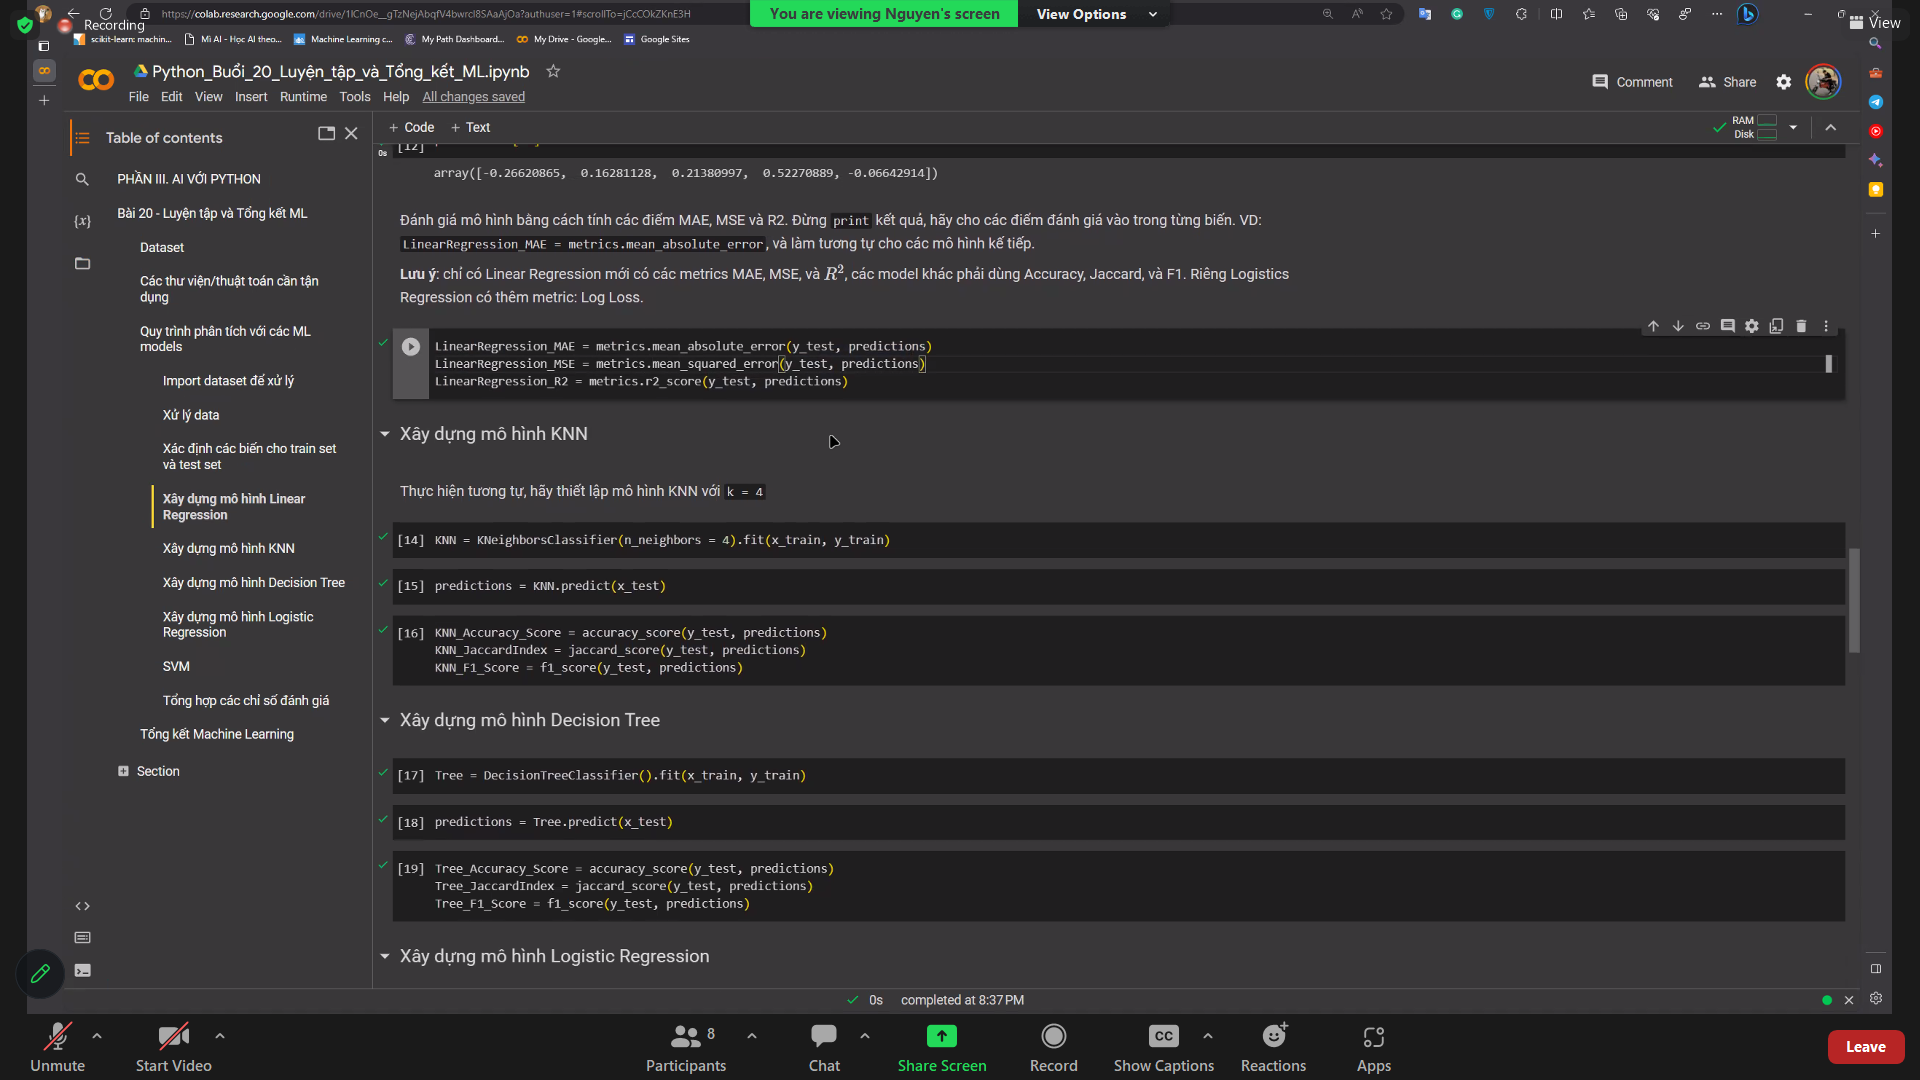 https://colab.research.google.com/drive/1lCnOe__gTzNejAbqfV4bwrcI8SAaAjOa?authuser=1#scrollTo=jCcCOkZKnE3H
You are viewing Nguyen's screen
View Options
Recording
View
scikit-learn: machin...
Mì AI - Học AI theo...
Machine Learning c...
My Path Dashboard...
My Drive - Google...
Google Sites
Python_Buổi_20_Luyện_tập_và_Tổng_kết_ML.ipynb
File Edit View Insert Runtime Tools Help All changes saved
Comment
Share
Table of contents
+ Code + Text
RAM
Disk
PHẦN III. AI VỚI PYTHON
Bài 20 - Luyện tập và Tổng kết ML
Dataset
Các thư viện/thuật toán cần tận
dụng
Quy trình phân tích với các ML
models
Import dataset để xử lý
Xử lý data
Xác định các biến cho train set
và test set
Xây dựng mô hình Linear
Regression
Xây dựng mô hình KNN
Xây dựng mô hình Decision Tree
Xây dựng mô hình Logistic
Regression
SVM
Tổng hợp các chỉ số đánh giá
Tổng kết Machine Learning
Section
0s
[12]
array([-0.26620865, 0.16281128, 0.21380997, 0.52270889, -0.06642914])
Đánh giá mô hình bằng cách tính các điểm MAE, MSE và R2. Đừng print kết quả, hãy cho các điểm đánh giá vào trong từng biến. VD:
LinearRegression_MAE = metrics.mean_absolute_error, và làm tương tự cho các mô hình kế tiếp.
Lưu ý: chỉ có Linear Regression mới có các metrics MAE, MSE, và R², các model khác phải dùng Accuracy, Jaccard, và F1. Riêng Logistics
Regression có thêm metric: Log Loss.
LinearRegression_MAE = metrics.mean_absolute_error(y_test, predictions)
LinearRegression_MSE = metrics.mean_squared_error(y_test, predictions)
LinearRegression_R2 = metrics.r2_score(y_test, predictions)
Xây dựng mô hình KNN
Thực hiện tương tự, hãy thiết lập mô hình KNN với k = 4
[14] KNN = KNeighborsClassifier(n_neighbors = 4).fit(x_train, y_train)
[15] predictions = KNN.predict(x_test)
[16] KNN_Accuracy_Score = accuracy_score(y_test, predictions)
KNN_JaccardIndex = jaccard_score(y_test, predictions)
KNN_F1_Score = f1_score(y_test, predictions)
Xây dựng mô hình Decision Tree
[17] Tree = DecisionTreeClassifier().fit(x_train, y_train)
[18] predictions = Tree.predict(x_test)
[19] Tree_Accuracy_Score = accuracy_score(y_test, predictions)
Tree_JaccardIndex = jaccard_score(y_test, predictions)
Tree_F1_Score = f1_score(y_test, predictions)
Xây dựng mô hình Logistic Regression
0s completed at 8:37 PM
Unmute
Start Video
8
Participants
Chat
Share Screen
Record
CC
Show Captions
Reactions
Apps
Leave